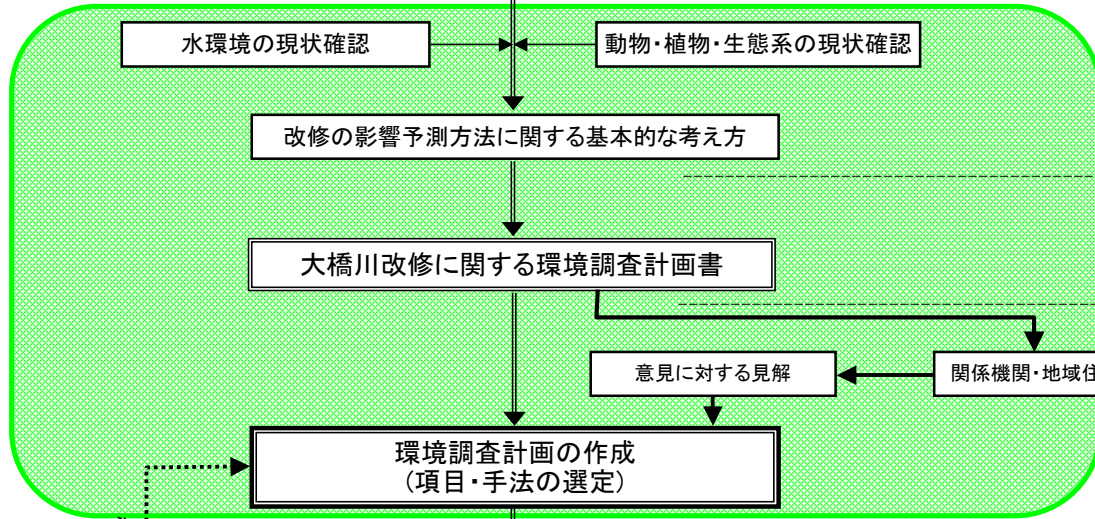 水環境の現状確認
動物・植物・生態系の現状確認
改修の影響予測方法に関する基本的な考え方
大橋川改修に関する環境調査計画書
意見に対する見解
関係機関・地域住
環境調査計画の作成
(項目・手法の選定)